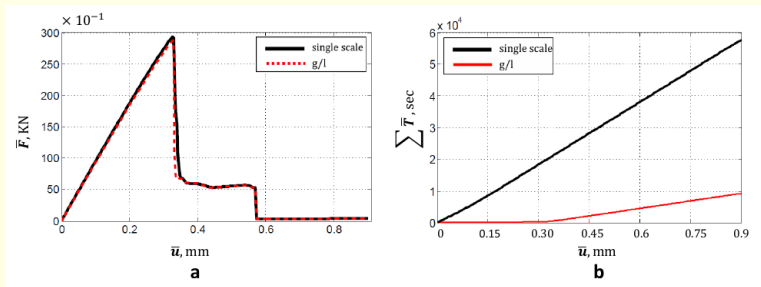 × 10⁻¹
300
250
200
150
100
50
0
F̅, KN
single scale
g/l
0 0.2 0.4 0.6 0.8
u̅, mm
a
× 10⁴
6
5
4
3
2
1
0
∑ T̅, sec
single scale
g/l
0 0.15 0.30 0.45 0.6 0.75 0.9
u̅, mm
b